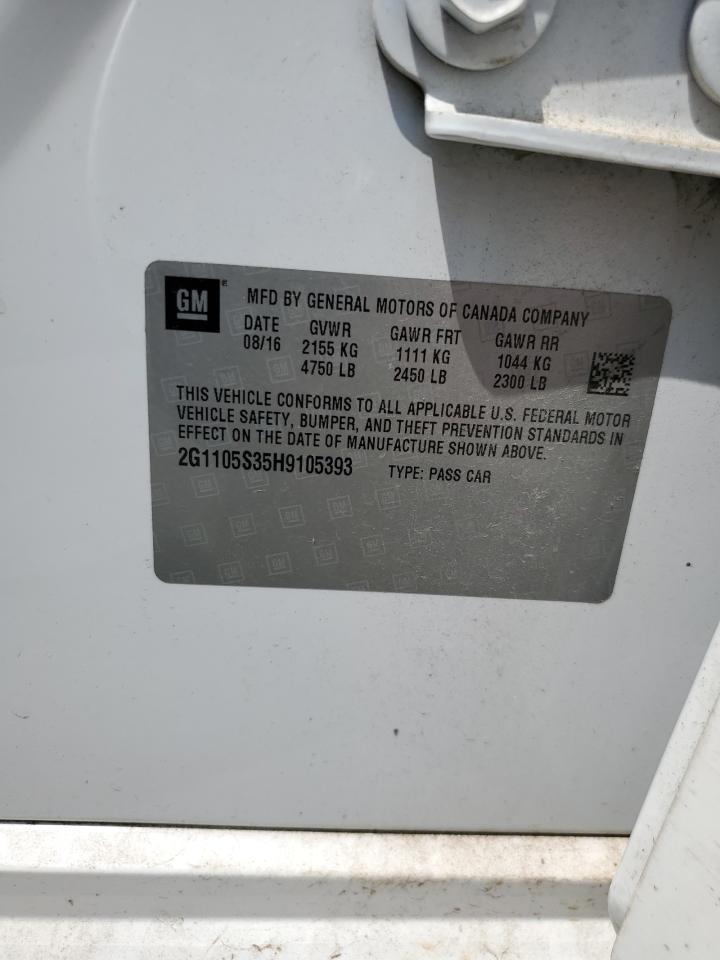 GM® MFD BY GENERAL MOTORS OF CANADA COMPANY
DATE GVWR GAWR FRT GAWR RR
08/16 2155 KG 1111 KG 1044 KG
4750 LB 2450 LB 2300 LB
THIS VEHICLE CONFORMS TO ALL APPLICABLE U.S. FEDERAL MOTOR
VEHICLE SAFETY, BUMPER, AND THEFT PREVENTION STANDARDS IN
EFFECT ON THE DATE OF MANUFACTURE SHOWN ABOVE.
2G1105S35H9105393 TYPE: PASS CAR